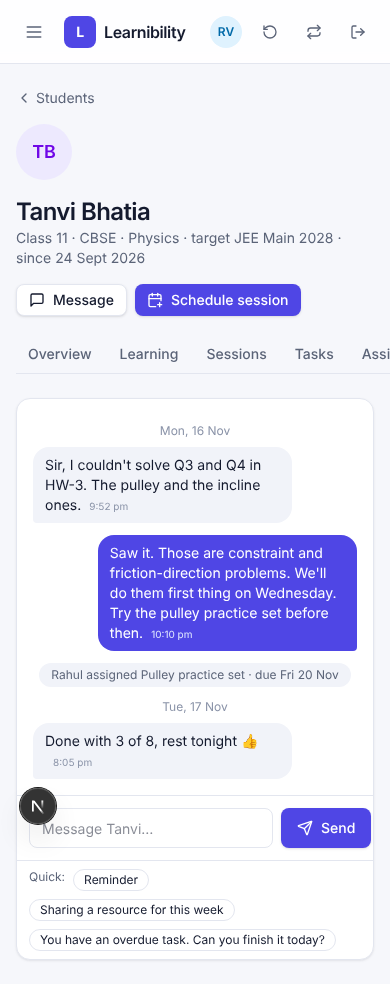 L Learnibility RV
Students
TB
Tanvi Bhatia
Class 11 · CBSE · Physics · target JEE Main 2028 ·
since 24 Sept 2026
Message Schedule session
Overview Learning Sessions Tasks Assi
Mon, 16 Nov
Sir, I couldn't solve Q3 and Q4 in
HW-3. The pulley and the incline
ones. 9:52 pm
Saw it. Those are constraint and
friction-direction problems. We'll
do them first thing on Wednesday.
Try the pulley practice set before
then. 10:10 pm
Rahul assigned Pulley practice set · due Fri 20 Nov
Tue, 17 Nov
Done with 3 of 8, rest tonight 👍
8:05 pm
N
Message Tanvi... Send
Quick: Reminder
Sharing a resource for this week
You have an overdue task. Can you finish it today?